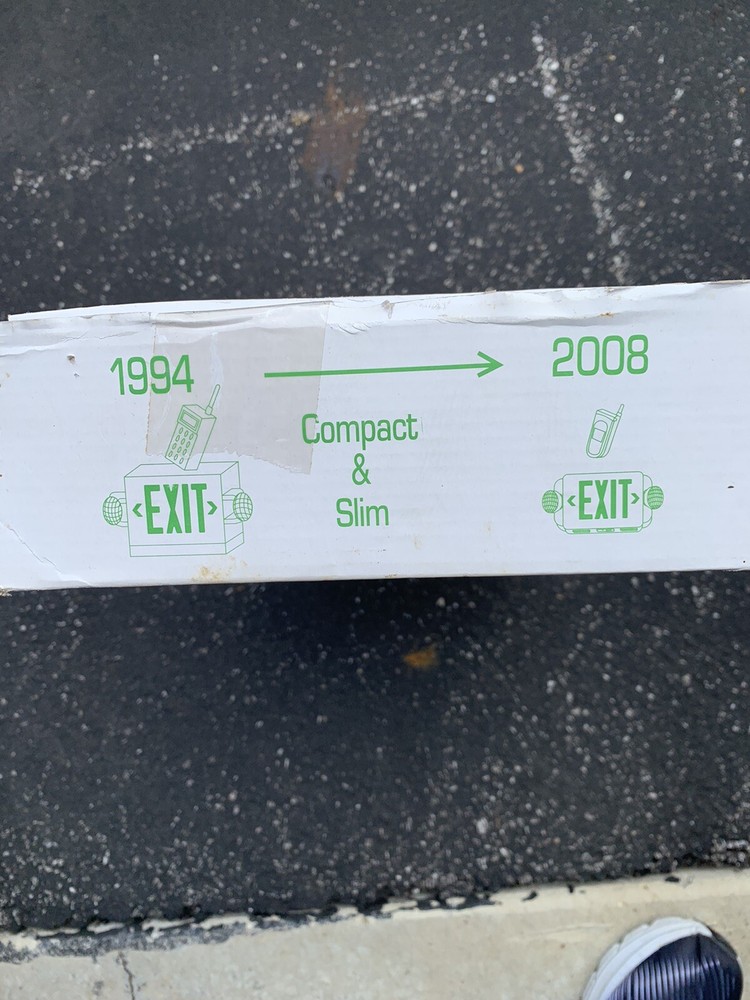 1994
2008
Compact
&
Slim
‹EXIT›
‹EXIT›